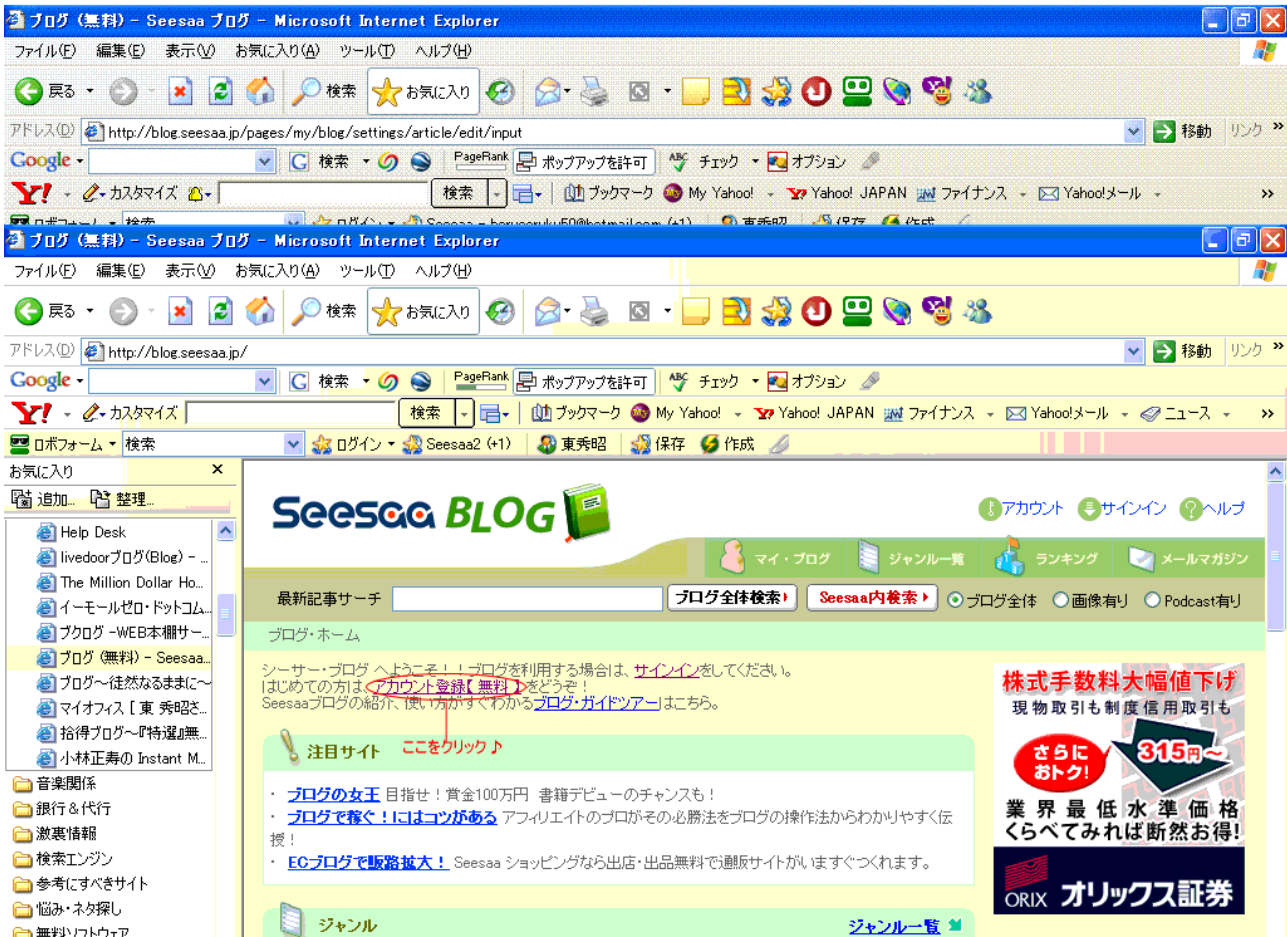 ブログ (無料) - Seesaa ブログ - Microsoft Internet Explorer
ファイル(F) 編集(E) 表示(V) お気に入り(A) ツール(T) ヘルプ(H)
戻る 検索 お気に入り
アドレス(D) http://blog.seesaa.jp/pages/my/blog/settings/article/edit/input 移動 リンク »
Google 検索 PageRank ポップアップを許可 ABC チェック オプション
Y! カスタマイズ 検索 ブックマーク My Yahoo! Yahoo! JAPAN ファイナンス Yahoo!メール »
ロボフォーム 検索 ログイン 東秀昭 保存 作成
ブログ (無料) - Seesaa ブログ - Microsoft Internet Explorer
ファイル(F) 編集(E) 表示(V) お気に入り(A) ツール(T) ヘルプ(H)
戻る 検索 お気に入り
アドレス(D) http://blog.seesaa.jp/ 移動 リンク »
Google 検索 PageRank ポップアップを許可 ABC チェック オプション
Y! カスタマイズ 検索 ブックマーク My Yahoo! Yahoo! JAPAN ファイナンス Yahoo!メール ニュース »
ロボフォーム 検索 ログイン Seesaa2 (+1) 東秀昭 保存 作成
お気に入り ×
追加... 整理...
Help Desk
livedoorブログ(Blog) - ...
The Million Dollar Ho...
イーモールゼロ・ドットコム...
ブクログ -WEB本棚サー...
ブログ (無料) - Seesaa...
ブログ～徒然なるままに～
マイオフィス [ 東 秀昭さ...
拾得ブログ～『特選』無...
小林正寿の Instant M...
音楽関係
銀行＆代行
激裏情報
検索エンジン
参考にすべきサイト
悩み・ネタ探し
無料ソフトウェア
Seesaa BLOG
アカウント サインイン ヘルプ
マイ・ブログ ジャンル一覧 ランキング メールマガジン
最新記事サーチ ブログ全体検索 Seesaa内検索 ブログ全体 画像有り Podcast有り
ブログ・ホーム
シーサー・ブログ へようこそ！！ブログを利用する場合は、サインインをしてください。
はじめての方は、アカウント登録【 無料 】をどうぞ！
Seesaaブログの紹介、使い方がすぐわかるブログ・ガイドツアーはこちら。
ここをクリック♪
注目サイト
・ ブログの女王 目指せ！賞金100万円 書籍デビューのチャンスも！
・ ブログで稼ぐ！にはコツがある アフィリエイトのプロがその必勝法をブログの操作法からわかりやすく伝
授！
・ ECブログで販路拡大！ Seesaa ショッピングなら出店・出品無料で通販サイトがいますぐつくれます。
ジャンル ジャンル一覧
株式手数料大幅値下げ
現物取引も制度信用取引も
さらに
おトク!
315円～
業界最低水準価格
くらべてみれば断然お得!
ORIX オリックス証券